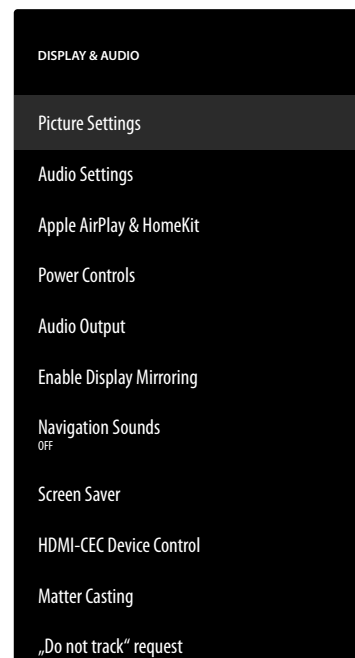 DISPLAY & AUDIO
Picture Settings
Audio Settings
Apple AirPlay & HomeKit
Power Controls
Audio Output
Enable Display Mirroring
Navigation Sounds
OFF
Screen Saver
HDMI-CEC Device Control
Matter Casting
„Do not track“ request